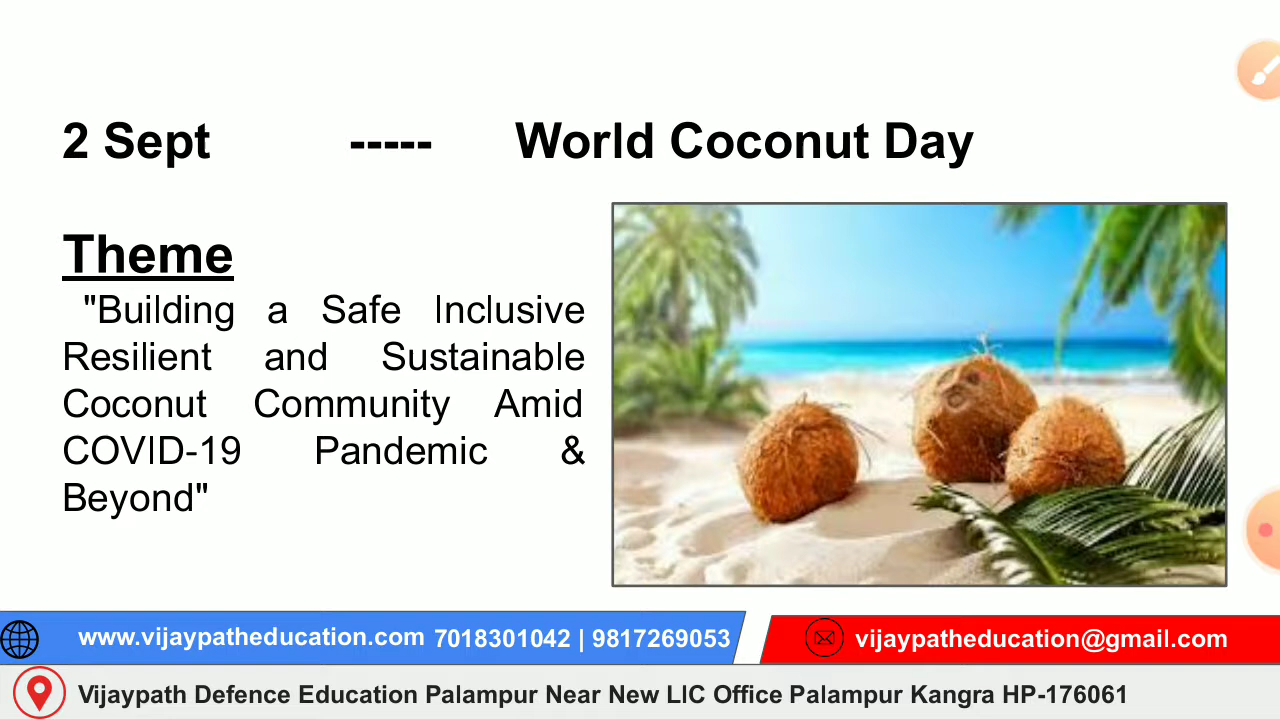 2 Sept ----- World Coconut Day
Theme
"Building a Safe Inclusive
Resilient and Sustainable
Coconut Community Amid
COVID-19 Pandemic &
Beyond"
www.vijaypatheducation.com 7018301042 | 9817269053
vijaypatheducation@gmail.com
Vijaypath Defence Education Palampur Near New LIC Office Palampur Kangra HP-176061